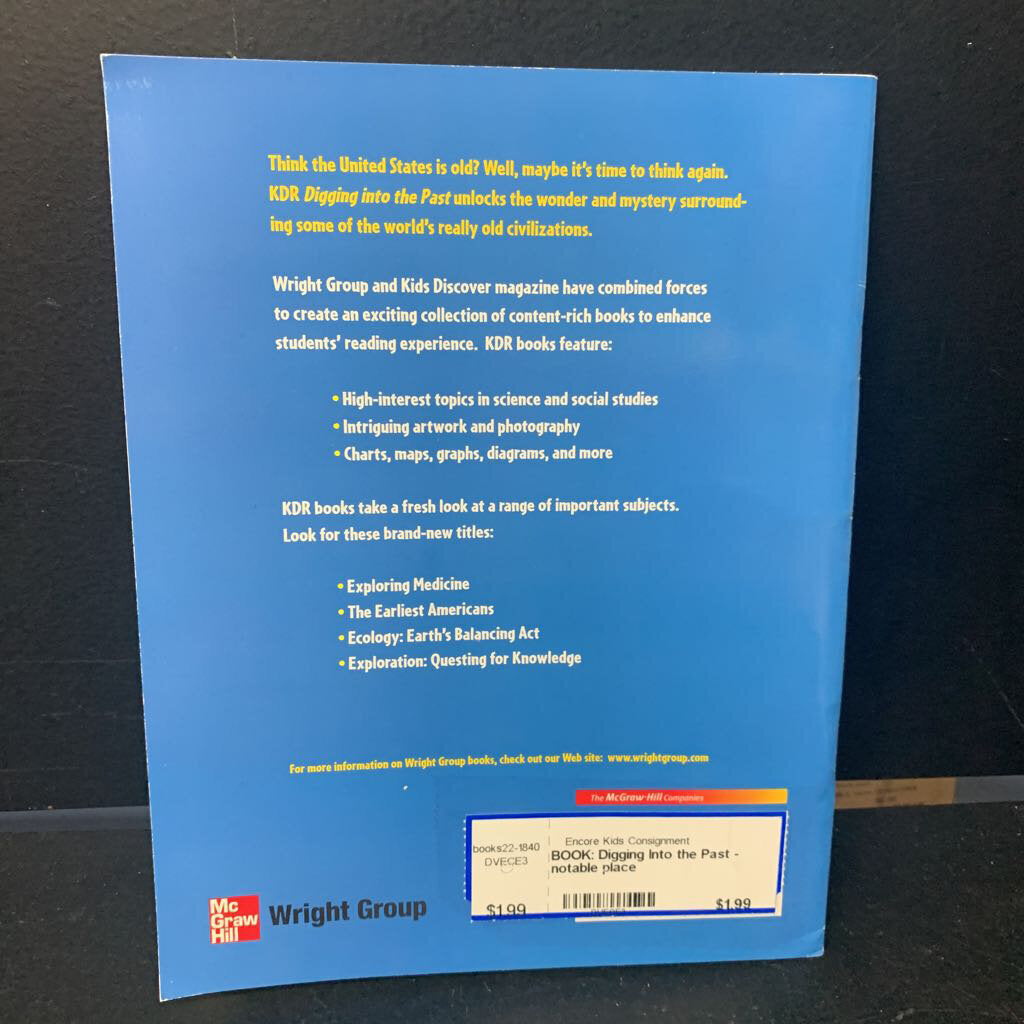 Think the United States is old? Well, maybe it's time to think again.
KDR Digging into the Past unlocks the wonder and mystery surround-
ing some of the world's really old civilizations.
Wright Group and Kids Discover magazine have combined forces
to create an exciting collection of content-rich books to enhance
students' reading experience. KDR books feature:
• High-interest topics in science and social studies
• Intriguing artwork and photography
• Charts, maps, graphs, diagrams, and more
KDR books take a fresh look at a range of important subjects.
Look for these brand-new titles:
• Exploring Medicine
• The Earliest Americans
• Ecology: Earth's Balancing Act
• Exploration: Questing for Knowledge
For more information on Wright Group books, check out our Web site: www.wrightgroup.com
The McGraw-Hill Companies
books22-1840
DVECE3
$1.99
Encore Kids Consignment
BOOK: Digging Into the Past -
notable place
$1.99
Mc
Graw
Hill
Wright Group